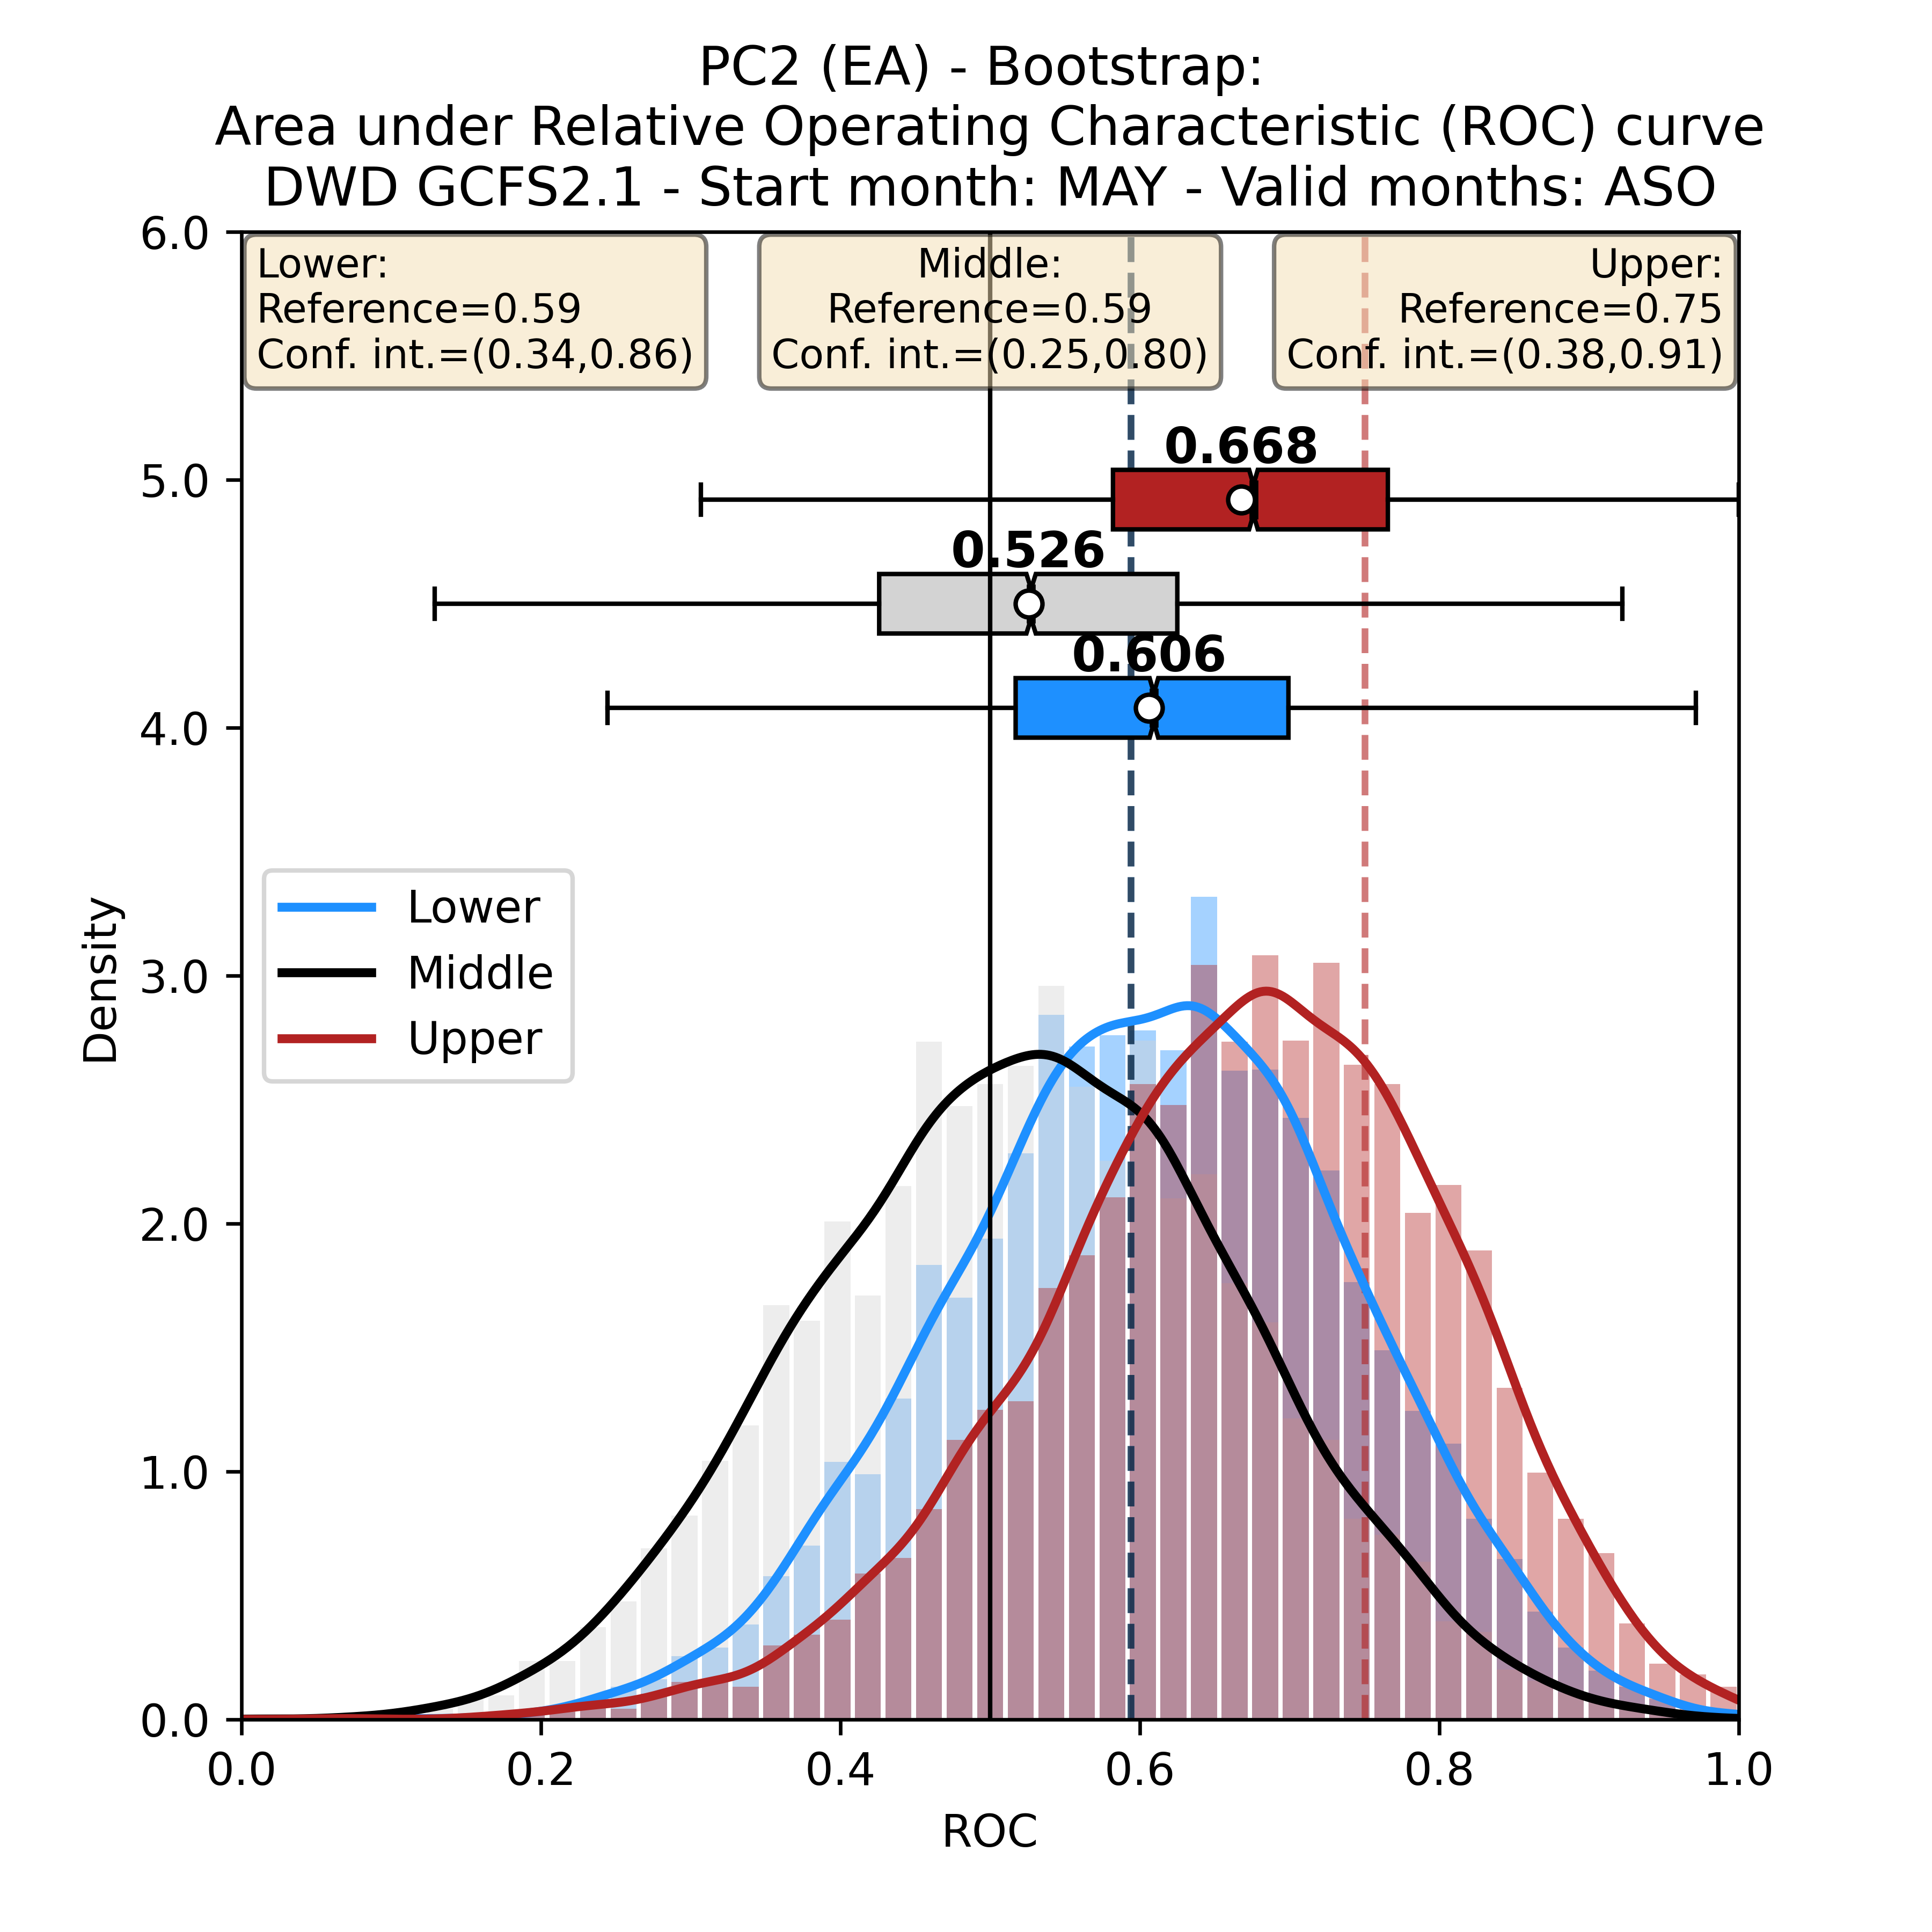 PC2 (EA) - Bootstrap:
Area under Relative Operating Characteristic (ROC) curve
DWD GCFS2.1 - Start month: MAY - Valid months: ASO
Lower:
Reference=0.59
Conf. int.=(0.34,0.86)
Middle:
Reference=0.59
Conf. int.=(0.25,0.80)
Upper:
Reference=0.75
Conf. int.=(0.38,0.91)
0.668
0.526
0.606
Lower
Middle
Upper
Density
6.0
5.0
4.0
3.0
2.0
1.0
0.0
0.0 0.2 0.4 0.6 0.8 1.0
ROC